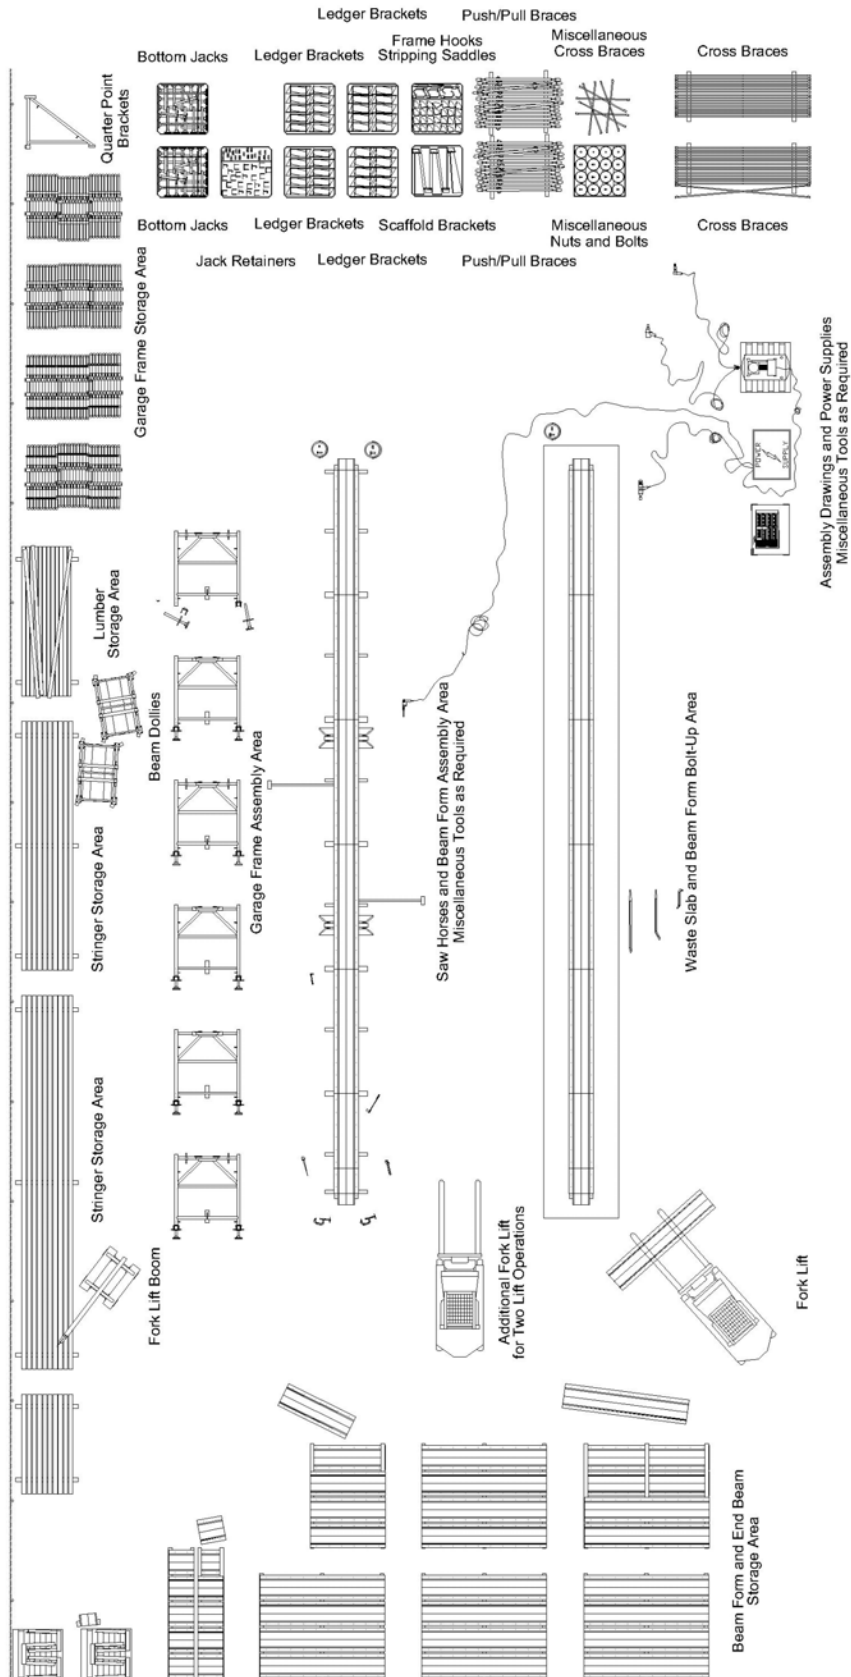 Ledger Brackets
Push/Pull Braces
Bottom Jacks
Ledger Brackets
Frame Hooks
Stripping Saddles
Miscellaneous
Cross Braces
Cross Braces
Quarter Point
Brackets
Bottom Jacks
Ledger Brackets
Scaffold Brackets
Miscellaneous
Nuts and Bolts
Cross Braces
Jack Retainers
Ledger Brackets
Push/Pull Braces
Garage Frame Storage Area
POWER
SUPPLY
Assembly Drawings and Power Supplies
Miscellaneous Tools as Required
Lumber
Storage Area
Beam Dollies
Garage Frame Assembly Area
Saw Horses and Beam Form Assembly Area
Miscellaneous Tools as Required
Waste Slab and Beam Form Bolt-Up Area
Stringer Storage Area
Stringer Storage Area
Fork Lift Boom
Additional Fork Lift
for Two Lift Operations
Fork Lift
Beam Form and End Beam
Storage Area